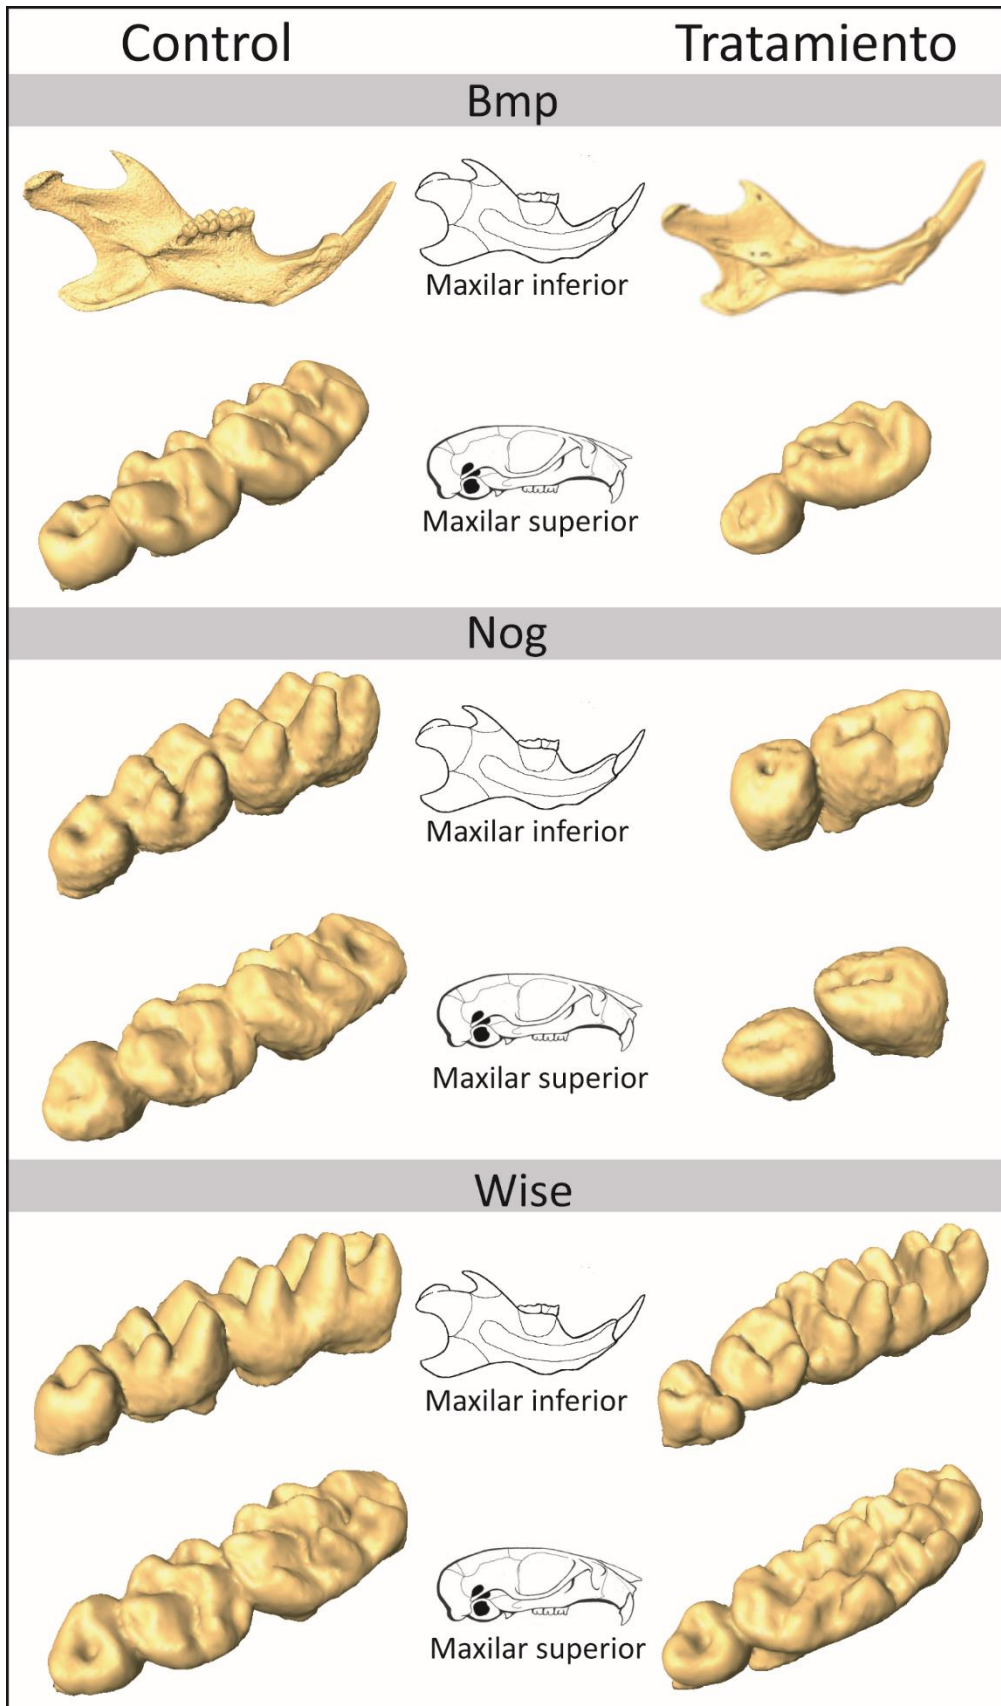 Control Tratamiento
Bmp
Maxilar inferior
Maxilar superior
Nog
Maxilar inferior
Maxilar superior
Wise
Maxilar inferior
Maxilar superior